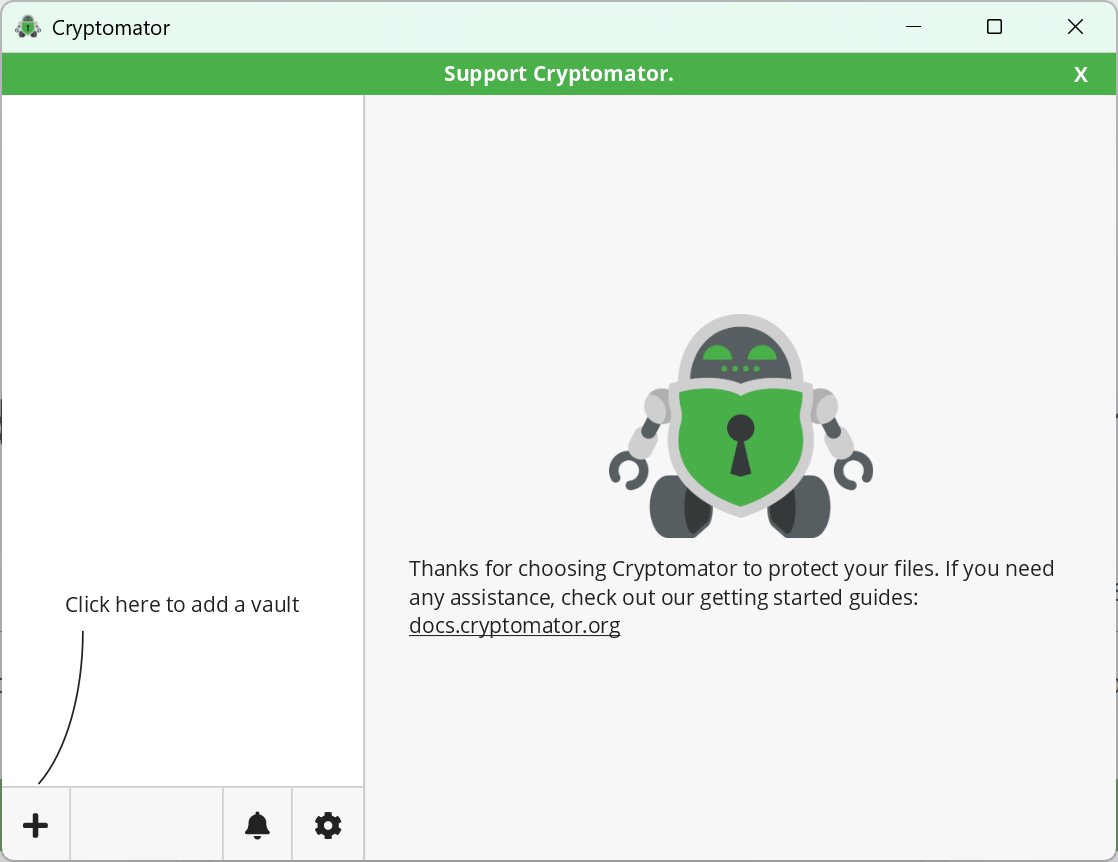 Cryptomator
Support Cryptomator.
X
Click here to add a vault
Thanks for choosing Cryptomator to protect your files. If you need
any assistance, check out our getting started guides:
docs.cryptomator.org